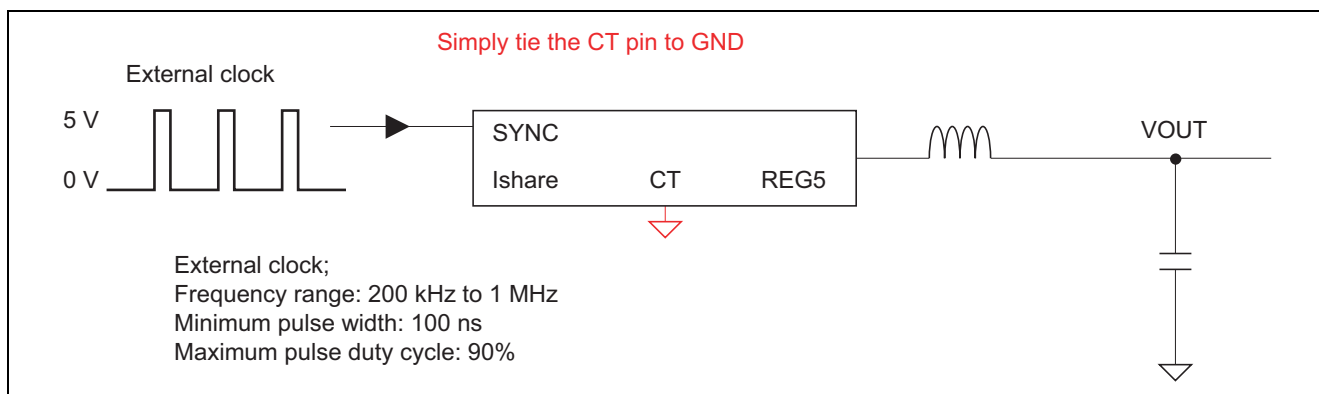 Simply tie the CT pin to GND
External clock
5 V
0 V
SYNC
Ishare CT REG5
VOUT
External clock;
Frequency range: 200 kHz to 1 MHz
Minimum pulse width: 100 ns
Maximum pulse duty cycle: 90%